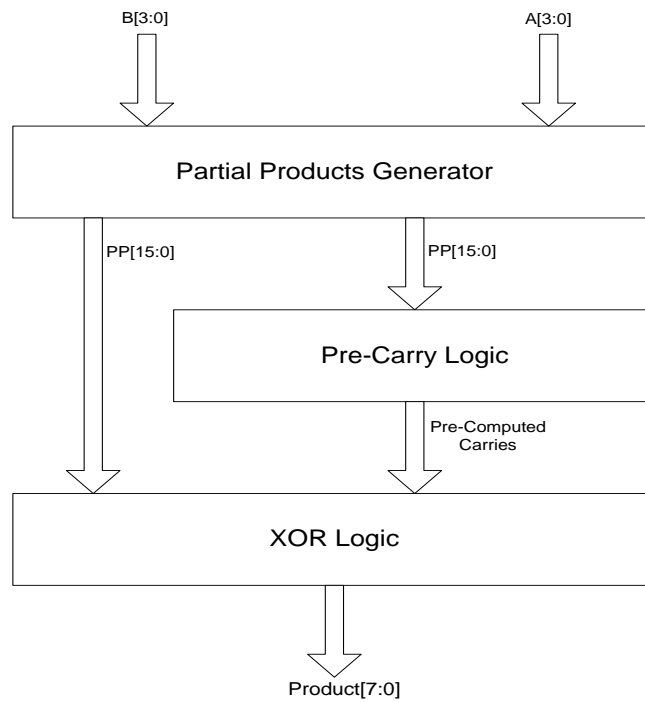 B[3:0]
A[3:0]
Partial Products Generator
PP[15:0]
PP[15:0]
Pre-Carry Logic
Pre-Computed
Carries
XOR Logic
Product[7:0]